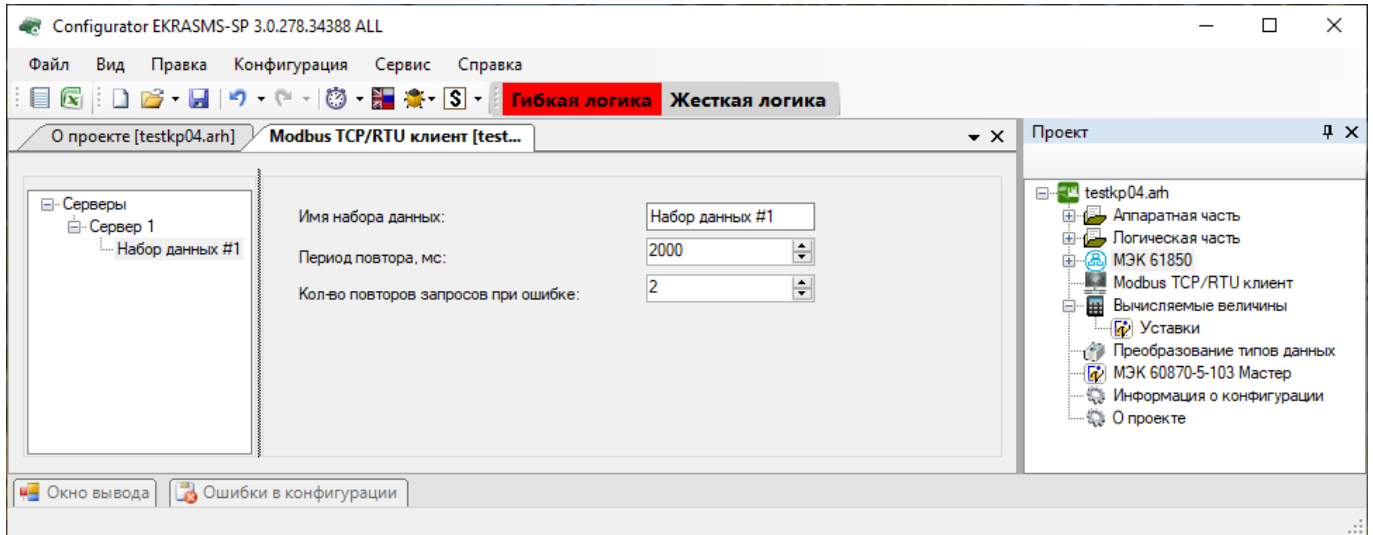 Configurator EKRASMS-SP 3.0.278.34388 ALL
Файл Вид Правка Конфигурация Сервис Справка
S Гибкая логика Жесткая логика
О проекте [testkp04.arh] Modbus TCP/RTU клиент [test...
Проект
Серверы
Сервер 1
Набор данных #1
Имя набора данных: Набор данных #1
Период повтора, мс: 2000
Кол-во повторов запросов при ошибке: 2
testkp04.arh
Аппаратная часть
Логическая часть
МЭК 61850
Modbus TCP/RTU клиент
Вычисляемые величины
Уставки
Преобразование типов данных
МЭК 60870-5-103 Мастер
Информация о конфигурации
О проекте
Окно вывода Ошибки в конфигурации